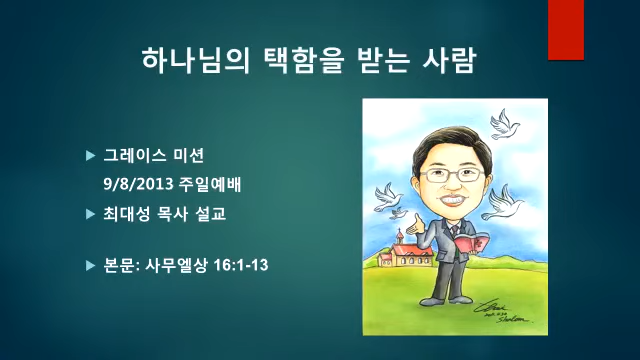 하나님의 택함을 받는 사람
그레이스 미션
9/8/2013 주일예배
최대성 목사 설교
본문: 사무엘상 16:1-13